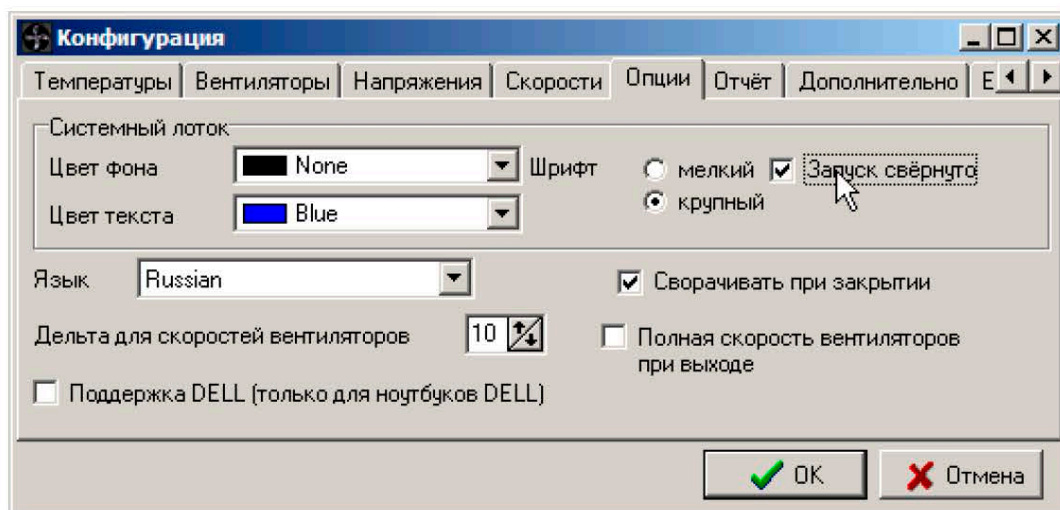 Конфигурация
Температуры Вентиляторы Напряжения Скорости Опции Отчёт Дополнительно Е
Системный лоток
Цвет фона None Шрифт мелкий Запуск свёрнуто
Цвет текста Blue крупный
Язык Russian Сворачивать при закрытии
Дельта для скоростей вентиляторов 10 Полная скорость вентиляторов
при выходе
Поддержка DELL (только для ноутбуков DELL)
OK Отмена